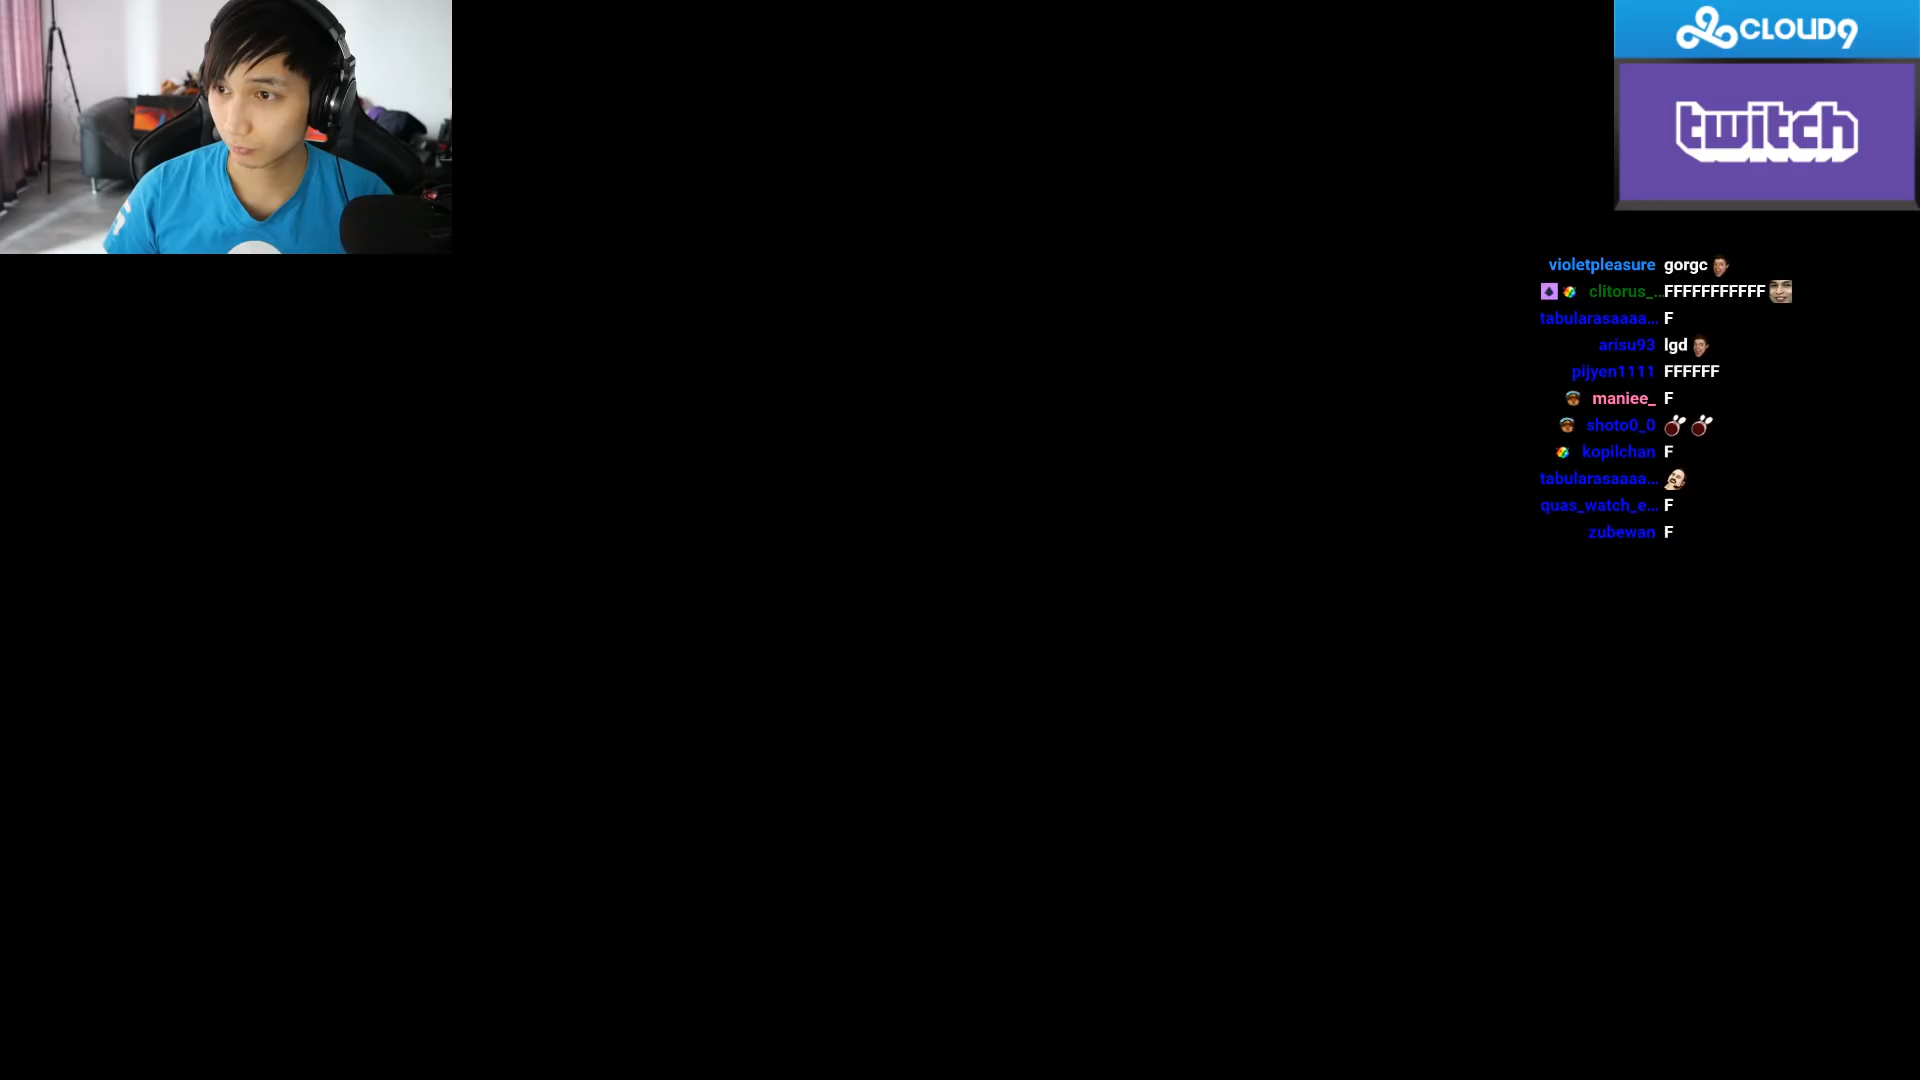 CLOUD9
twitch
violetpleasure gorgc
clitorus_... FFFFFFFFFFF
tabularasaaaa... F
arisu93 lgd
pijyen1111 FFFFFF
maniee_ F
shoto0_0
kopilchan F
tabularasaaaa...
quas_watch_e... F
zubewan F